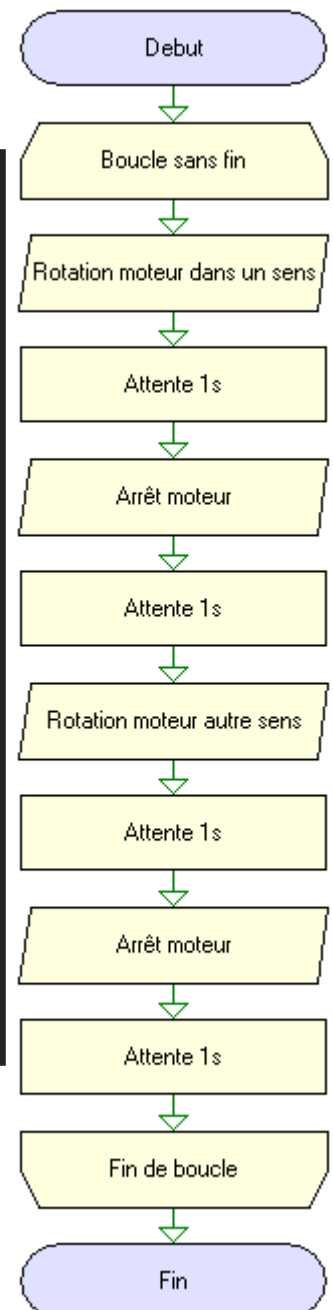 Debut
Boucle sans fin
Rotation moteur dans un sens
Attente 1s
Arrêt moteur
Attente 1s
Rotation moteur autre sens
Attente 1s
Arrêt moteur
Attente 1s
Fin de boucle
Fin